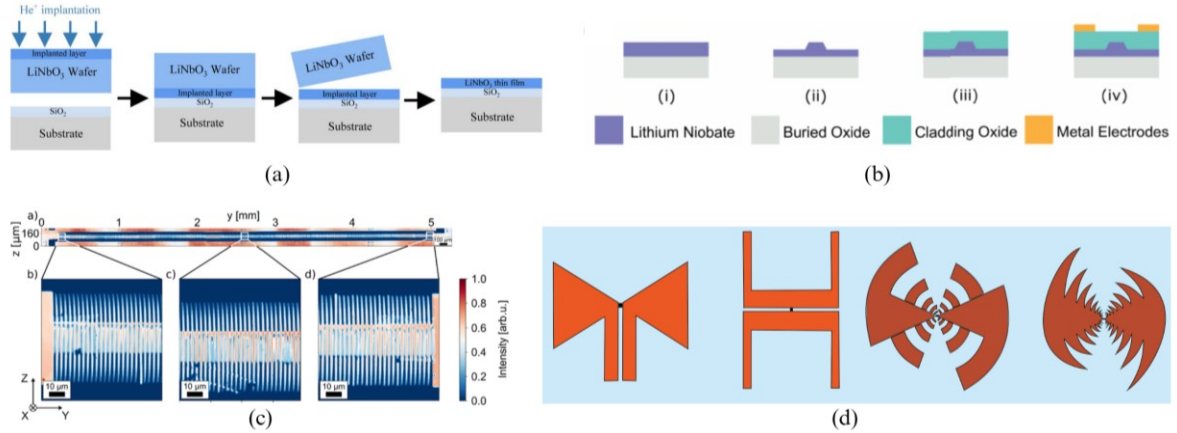 He⁺ implantation
Implanted layer
LiNbO₃ Wafer
SiO₂
Substrate
LiNbO₃ Wafer
Implanted layer
SiO₂
Substrate
LiNbO₃ Wafer
Implanted layer
SiO₂
Substrate
LiNbO₃ thin film
SiO₂
Substrate
(a)
(i) (ii) (iii) (iv)
Lithium Niobate Buried Oxide Cladding Oxide Metal Electrodes
(b)
a) 0 1 2 y [mm] 3 4 5
z [μm]
160
0
b) c) d)
1.0
0.8
0.6
0.4
0.2
0.0
Intensity [arb.u.]
10 μm 10 μm 10 μm
Z
X Y
(c)
(d)